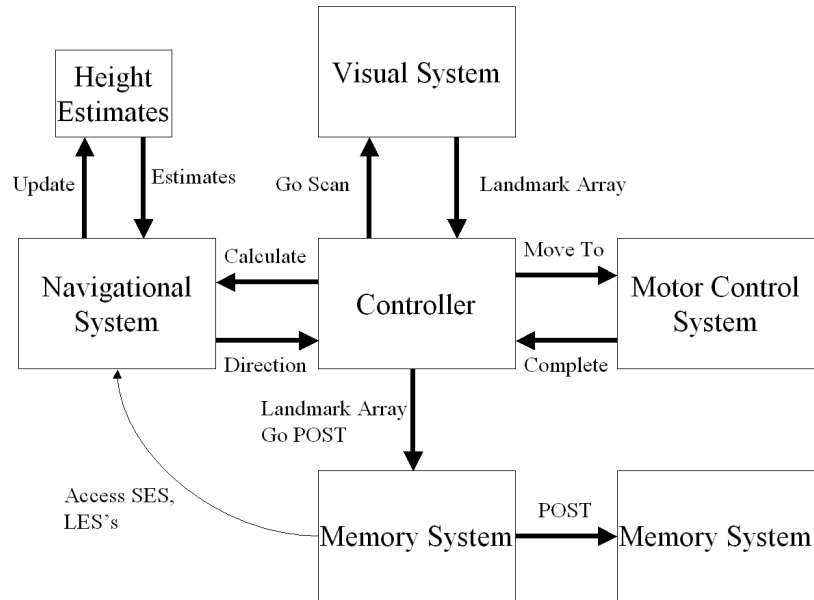 Height
Estimates
Visual System
Update
Estimates
Go Scan
Landmark Array
Calculate
Move To
Navigational
System
Controller
Motor Control
System
Direction
Complete
Landmark Array
Go POST
Access SES,
LES's
Memory System
POST
Memory System